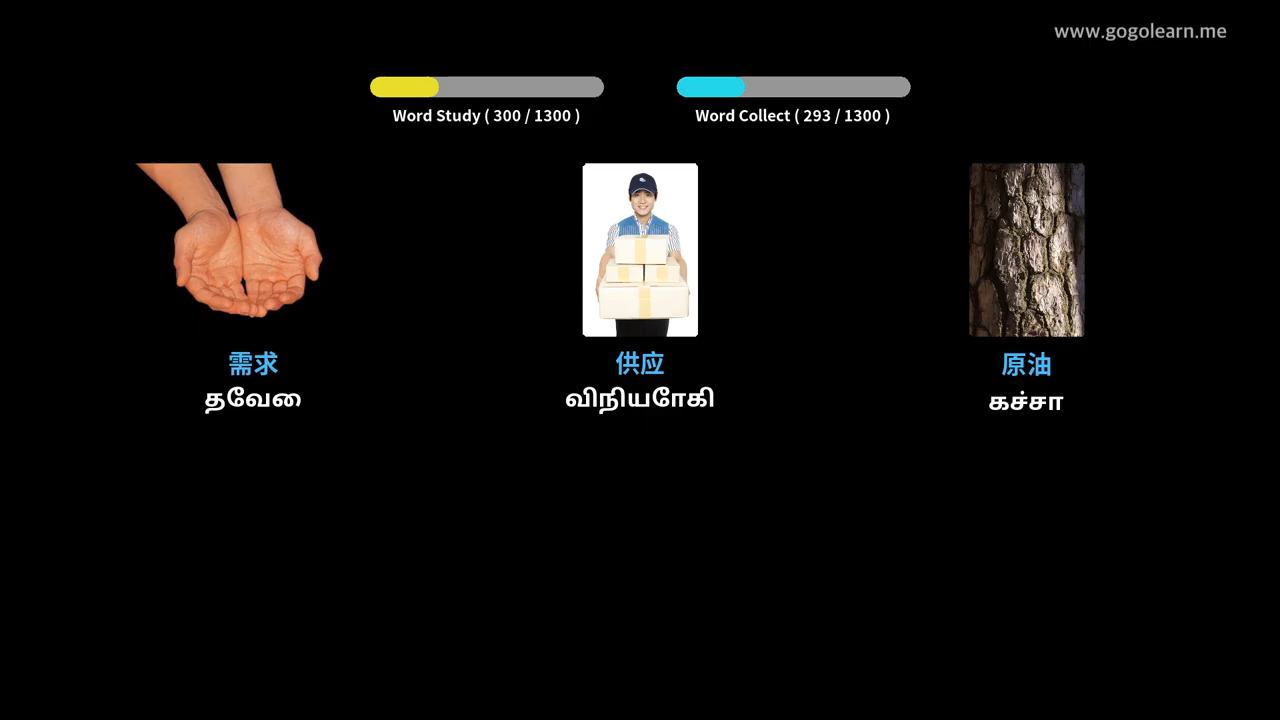 www.gogolearn.me
Word Study ( 300 / 1300 )
Word Collect ( 293 / 1300 )
需求
供应
原油
தவேை
விநியோகி
கச்சா